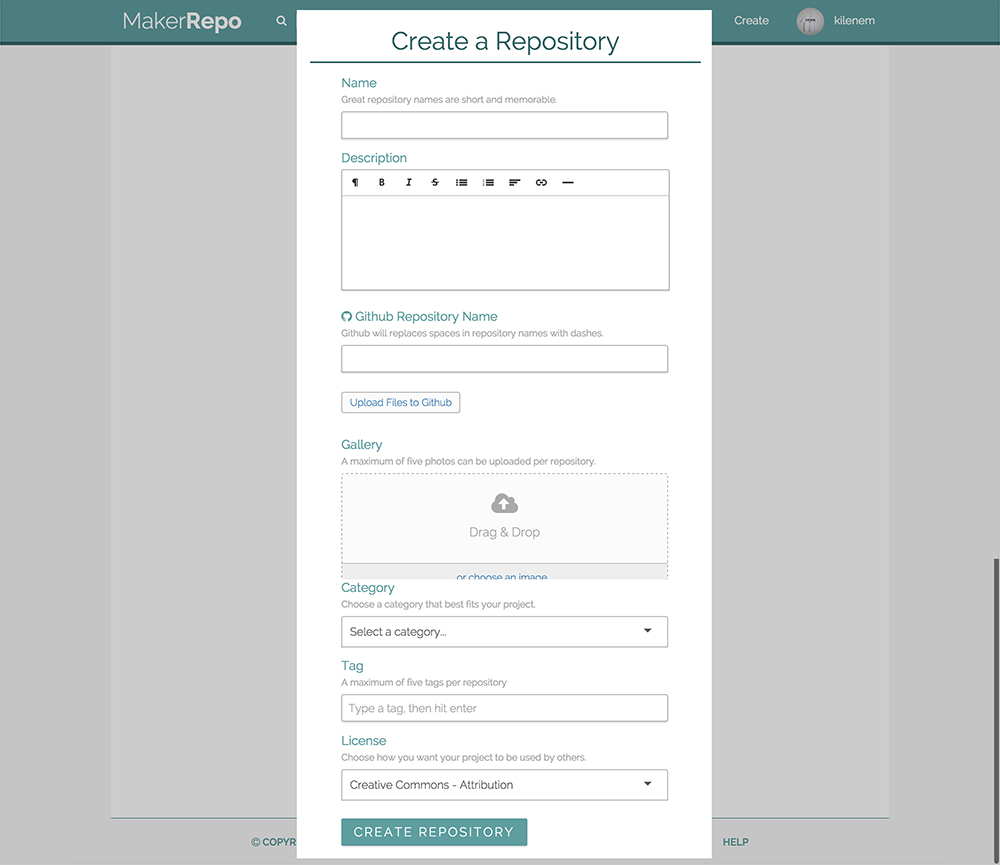 MakerRepo
Create
kilenem
Create a Repository
Name
Great repository names are short and memorable.
Description
B I S
Github Repository Name
Github will replaces spaces in repository names with dashes.
Upload Files to Github
Gallery
A maximum of five photos can be uploaded per repository.
Drag & Drop
or choose an image
Category
Choose a category that best fits your project.
Select a category...
Tag
A maximum of five tags per repository
Type a tag, then hit enter
License
Choose how you want your project to be used by others.
Creative Commons - Attribution
CREATE REPOSITORY
© COPYR
HELP